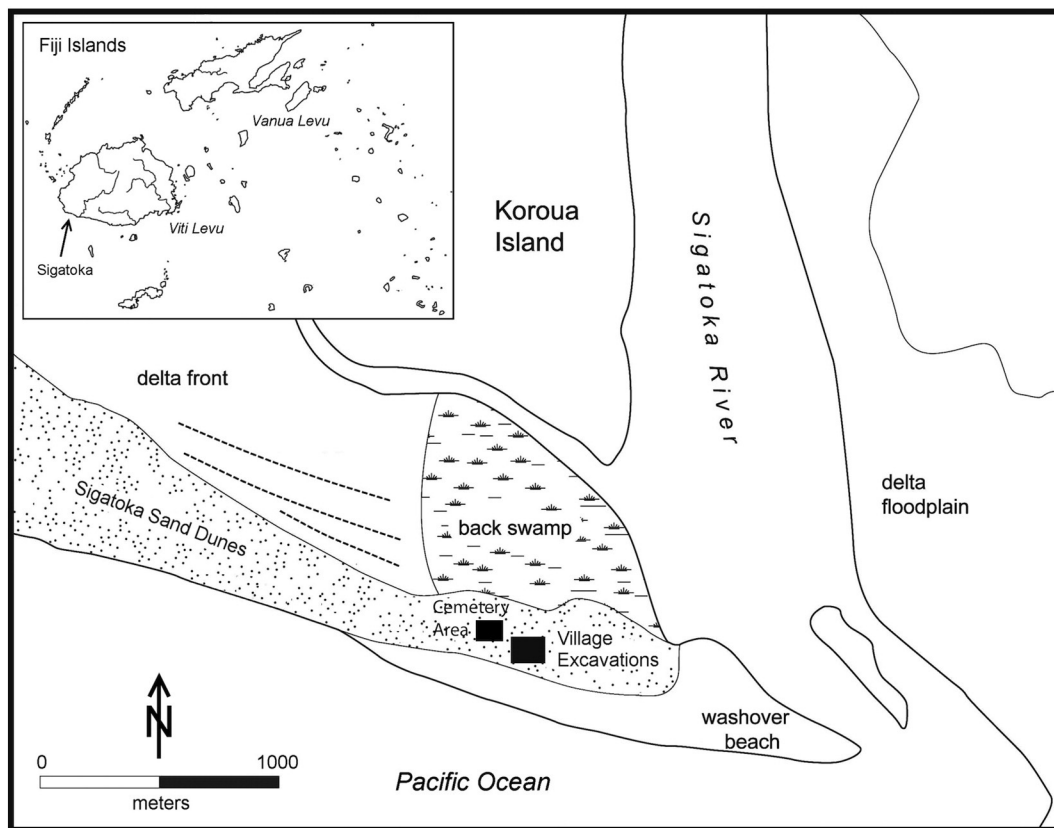 Fiji Islands
Vanua Levu
Viti Levu
Sigatoka
Koroua
Island
Sigatoka River
delta front
Sigatoka Sand Dunes
back swamp
delta
floodplain
Cemetery
Area
Village
Excavations
washover
beach
N
0 1000
meters
Pacific Ocean